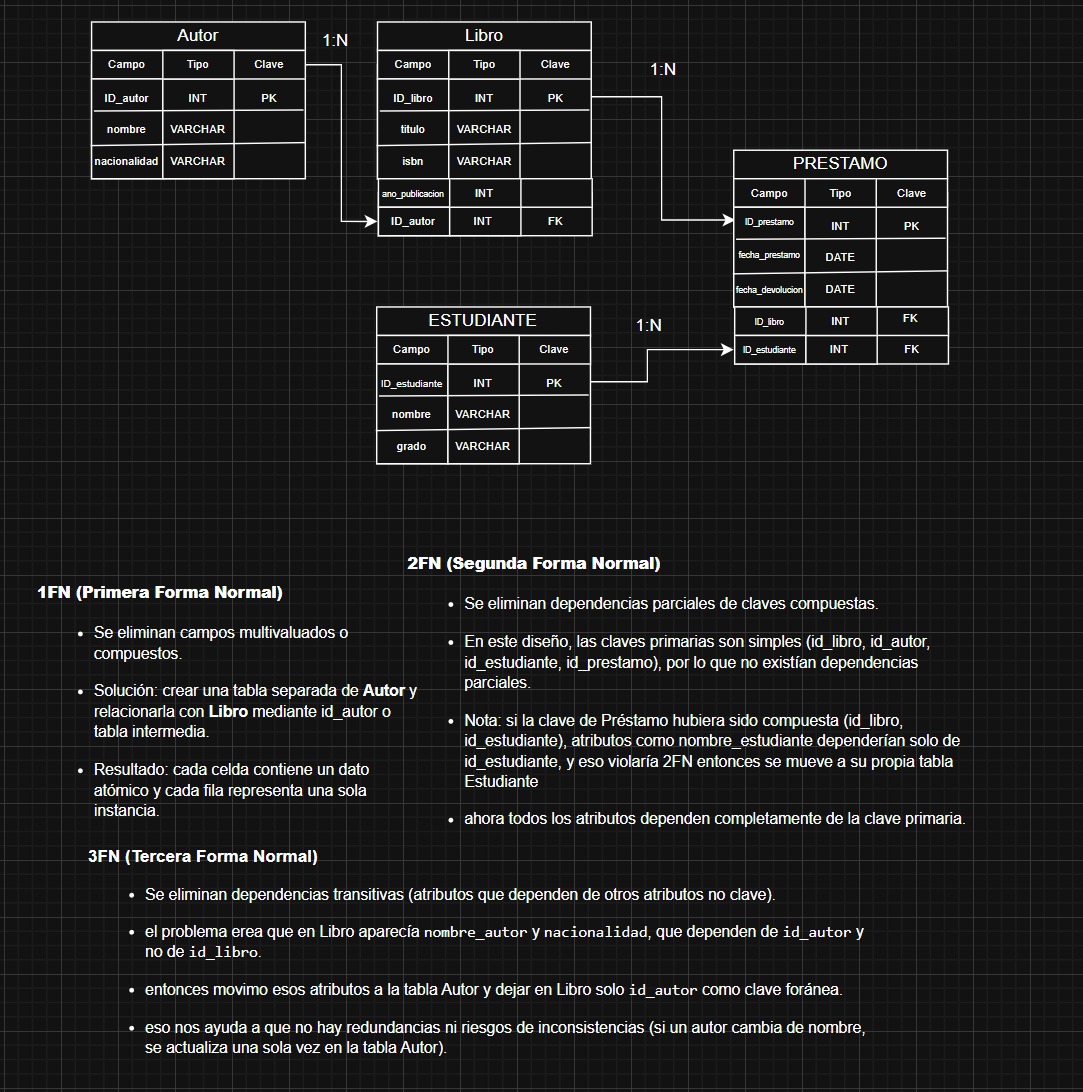 Autor
Campo Tipo Clave
ID_autor INT PK
nombre VARCHAR
nacionalidad VARCHAR
1:N
Libro
Campo Tipo Clave
ID_libro INT PK
titulo VARCHAR
isbn VARCHAR
ano_publicacion INT
ID_autor INT FK
1:N
PRESTAMO
Campo Tipo Clave
ID_prestamo INT PK
fecha_prestamo DATE
fecha_devolucion DATE
ID_libro INT FK
ID_estudiante INT FK
ESTUDIANTE
Campo Tipo Clave
ID_estudiante INT PK
nombre VARCHAR
grado VARCHAR
1:N
1FN (Primera Forma Normal)
• Se eliminan campos multivaluados o
compuestos.
• Solución: crear una tabla separada de Autor y
relacionarla con Libro mediante id_autor o
tabla intermedia.
• Resultado: cada celda contiene un dato
atómico y cada fila representa una sola
instancia.
2FN (Segunda Forma Normal)
• Se eliminan dependencias parciales de claves compuestas.
• En este diseño, las claves primarias son simples (id_libro, id_autor,
id_estudiante, id_prestamo), por lo que no existían dependencias
parciales.
• Nota: si la clave de Préstamo hubiera sido compuesta (id_libro,
id_estudiante), atributos como nombre_estudiante dependerían solo de
id_estudiante, y eso violaría 2FN entonces se mueve a su propia tabla
Estudiante
• ahora todos los atributos dependen completamente de la clave primaria.
3FN (Tercera Forma Normal)
• Se eliminan dependencias transitivas (atributos que dependen de otros atributos no clave).
• el problema erea que en Libro aparecía nombre_autor y nacionalidad, que dependen de id_autor y
no de id_libro.
• entonces movimo esos atributos a la tabla Autor y dejar en Libro solo id_autor como clave foránea.
• eso nos ayuda a que no hay redundancias ni riesgos de inconsistencias (si un autor cambia de nombre,
se actualiza una sola vez en la tabla Autor).